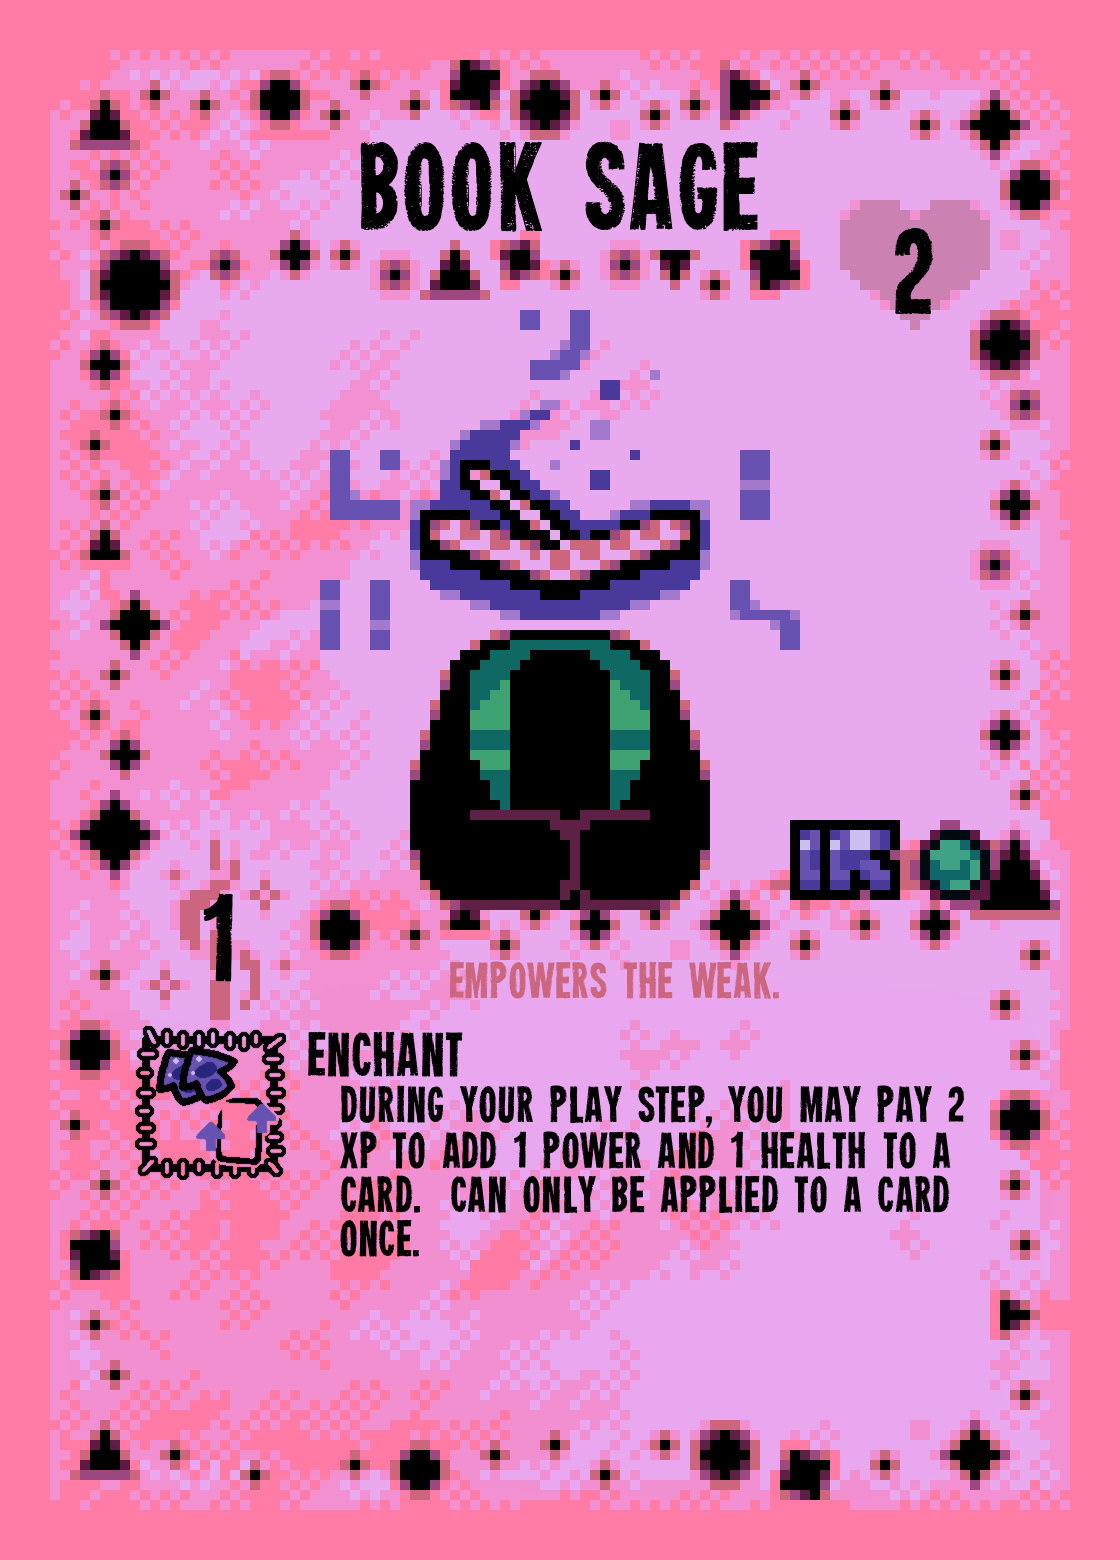 BOOK SAGE
2
1
EMPOWERS THE WEAK.
ENCHANT
DURING YOUR PLAY STEP, YOU MAY PAY 2
XP TO ADD 1 POWER AND 1 HEALTH TO A
CARD. CAN ONLY BE APPLIED TO A CARD
ONCE.